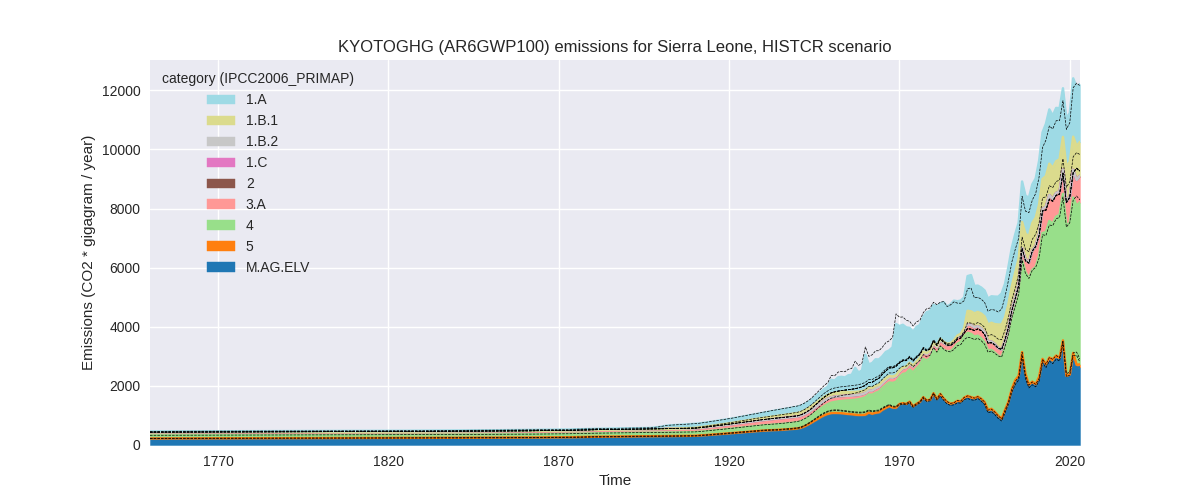 KYOTOGHG (AR6GWP100) emissions for Sierra Leone, HISTCR scenario
category (IPCC2006_PRIMAP)
1.A
1.B.1
1.B.2
1.C
2
3.A
4
5
M.AG.ELV
Emissions (CO2 * gigagram / year)
12000
10000
8000
6000
4000
2000
0
1770
1820
1870
1920
1970
2020
Time